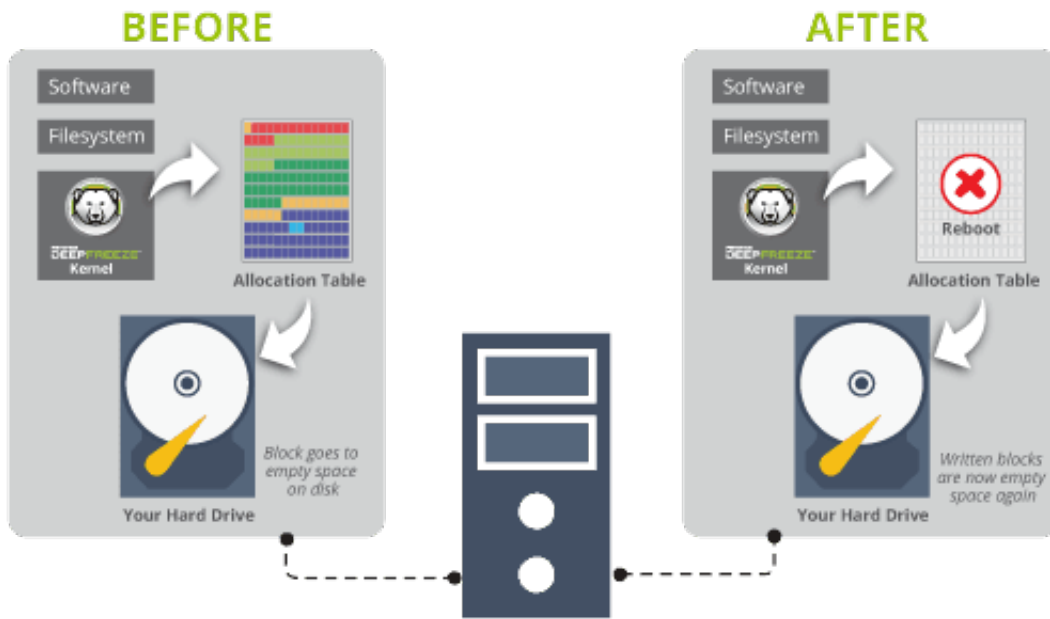 BEFORE
Software
Filesystem
DEEPFREEZE
Kernel
Allocation Table
Block goes to
empty space
on disk
Your Hard Drive
AFTER
Software
Filesystem
DEEPFREEZE
Kernel
Reboot
Allocation Table
Written blocks
are now empty
space again
Your Hard Drive